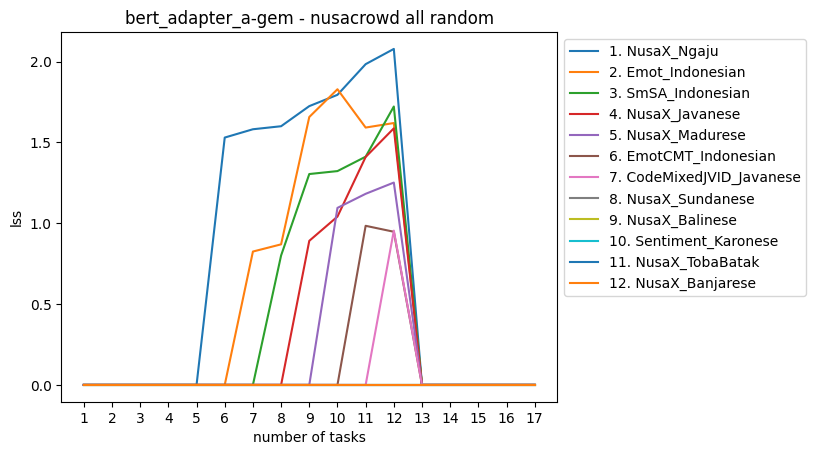 bert_adapter_a-gem - nusacrowd all random
2.0
1.5
1.0
0.5
0.0
lss
1 2 3 4 5 6 7 8 9 10 11 12 13 14 15 16 17
number of tasks
1. NusaX_Ngaju
2. Emot_Indonesian
3. SmSA_Indonesian
4. NusaX_Javanese
5. NusaX_Madurese
6. EmotCMT_Indonesian
7. CodeMixedJVID_Javanese
8. NusaX_Sundanese
9. NusaX_Balinese
10. Sentiment_Karonese
11. NusaX_TobaBatak
12. NusaX_Banjarese